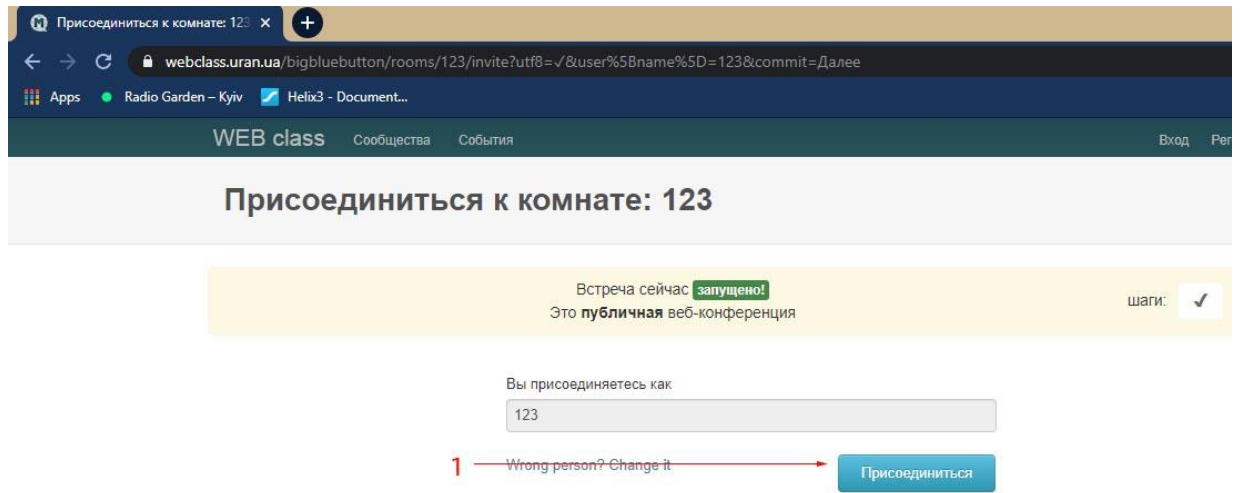 Присоединиться к комнате: 123
webclass.uran.ua/bigbluebutton/rooms/123/invite?utf8=✓&user%5Bname%5D=123&commit=Далее
Apps Radio Garden – Kyiv Helix3 - Document...
WEB class Сообщества События Вход Рег
Присоединиться к комнате: 123
Встреча сейчас запущено!
Это публичная веб-конференция
шаги: ✓
Вы присоединяетесь как
123
1 Wrong person? Change it Присоединиться